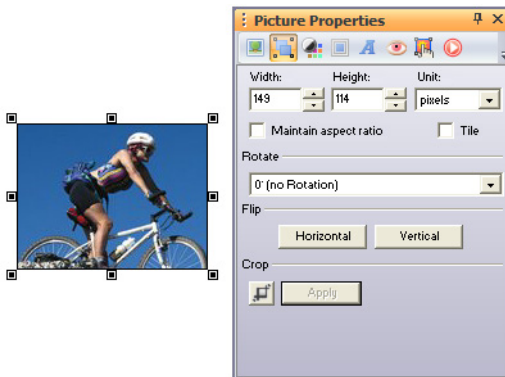 Picture Properties
A
Width: Height: Unit:
149 114 pixels
Maintain aspect ratio Tile
Rotate
0° (no Rotation)
Flip
Horizontal Vertical
Crop
Apply